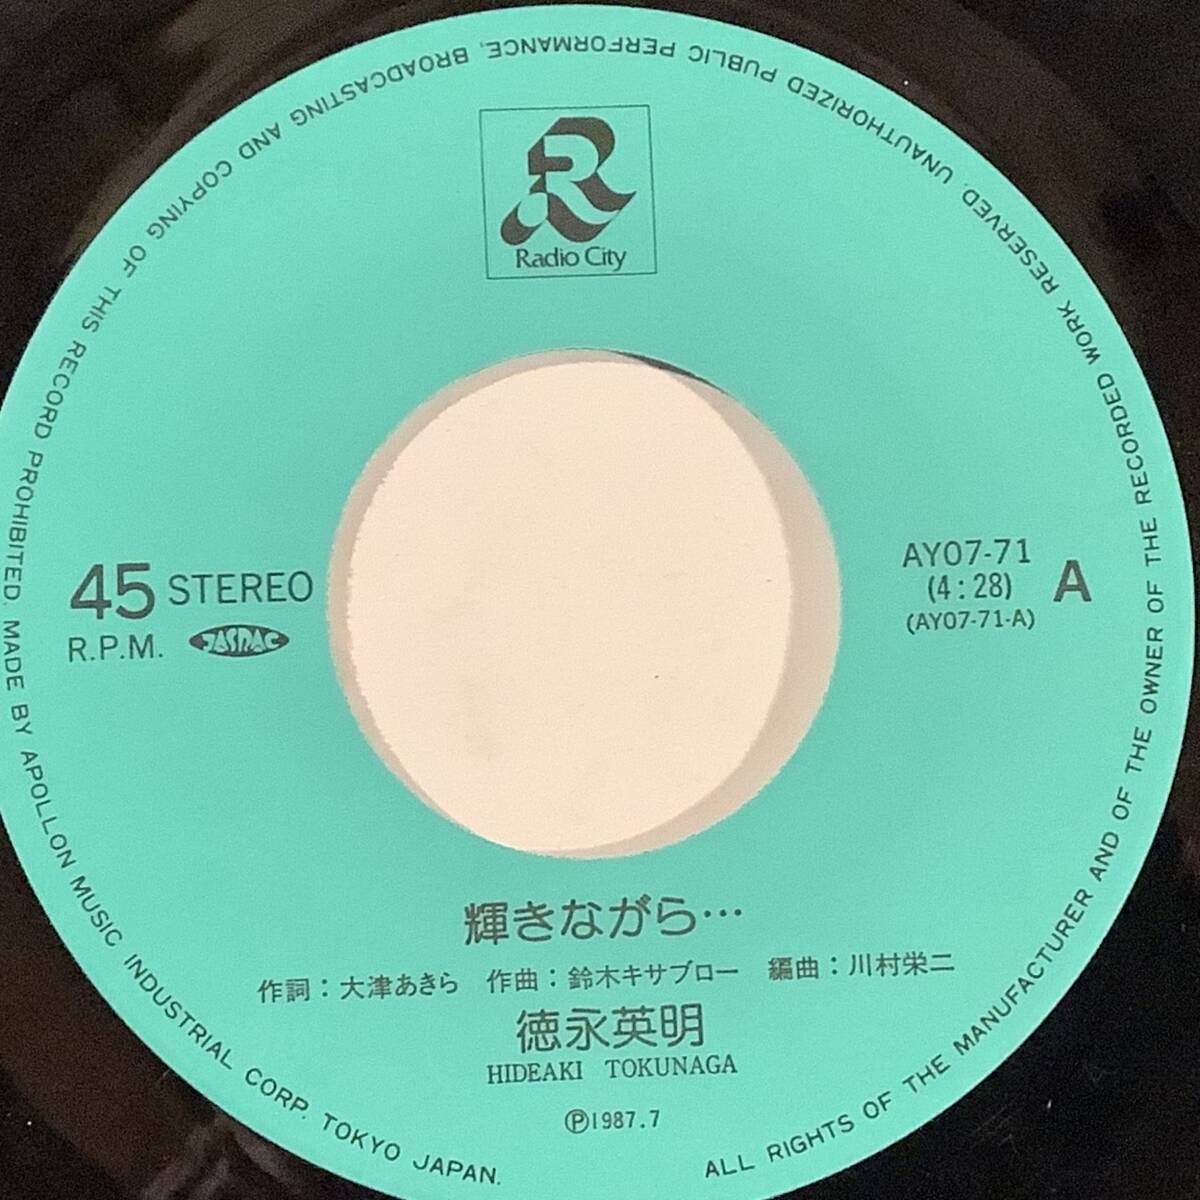 Radio City
45 STEREO
R.P.M. JASRAC
AY07-71
(4:28)
(AY07-71-A)
A
輝きながら…
作詞:大津あきら 作曲:鈴木キサブロー 編曲:川村栄二
徳永英明
HIDEAKI TOKUNAGA
Ⓟ1987.7
ALL RIGHTS OF THE MANUFACTURER AND OF THE OWNER OF THE RECORDED WORK RESERVED. UNAUTHORIZED PUBLIC PERFORMANCE, BROADCASTING AND COPYING OF THIS RECORD PROHIBITED. MADE BY APOLLON MUSIC INDUSTRIAL CORP. TOKYO JAPAN.